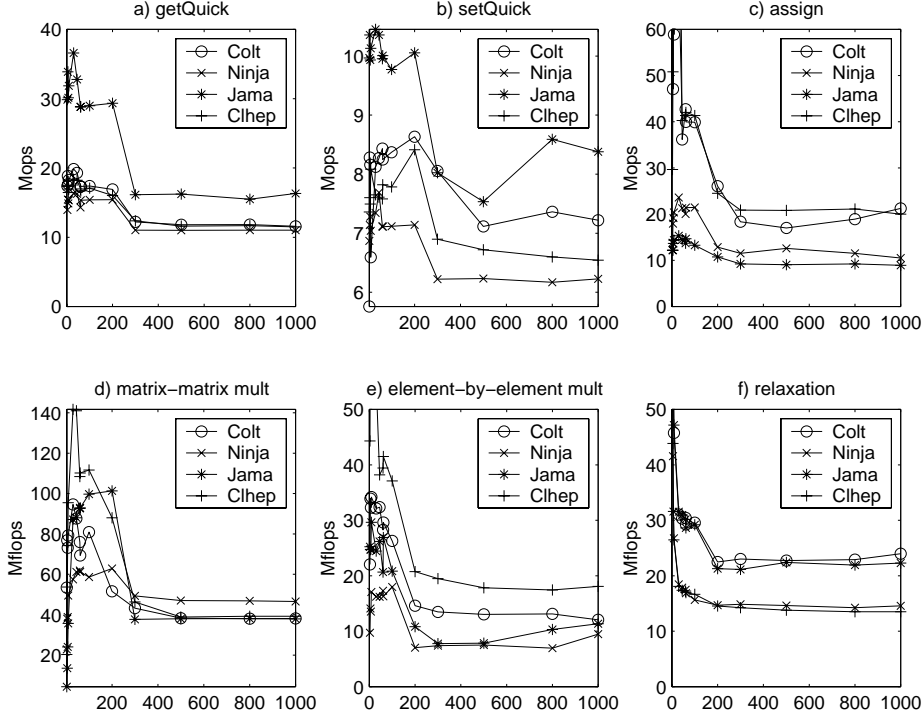 a) getQuick
Mops
40
30
20
10
0
0 200 400 600 800 1000
Colt
Ninja
Jama
Clhep
b) setQuick
Mops
10
9
8
7
6
0 200 400 600 800 1000
Colt
Ninja
Jama
Clhep
c) assign
Mops
60
50
40
30
20
10
0
0 200 400 600 800 1000
Colt
Ninja
Jama
Clhep
d) matrix−matrix mult
Mflops
140
120
100
80
60
40
20
200 400 600 800 1000
Colt
Ninja
Jama
Clhep
e) element−by−element mult
Mflops
50
40
30
20
10
0
0 200 400 600 800 1000
Colt
Ninja
Jama
Clhep
f) relaxation
Mflops
50
40
30
20
10
0
0 200 400 600 800 1000
Colt
Ninja
Jama
Clhep